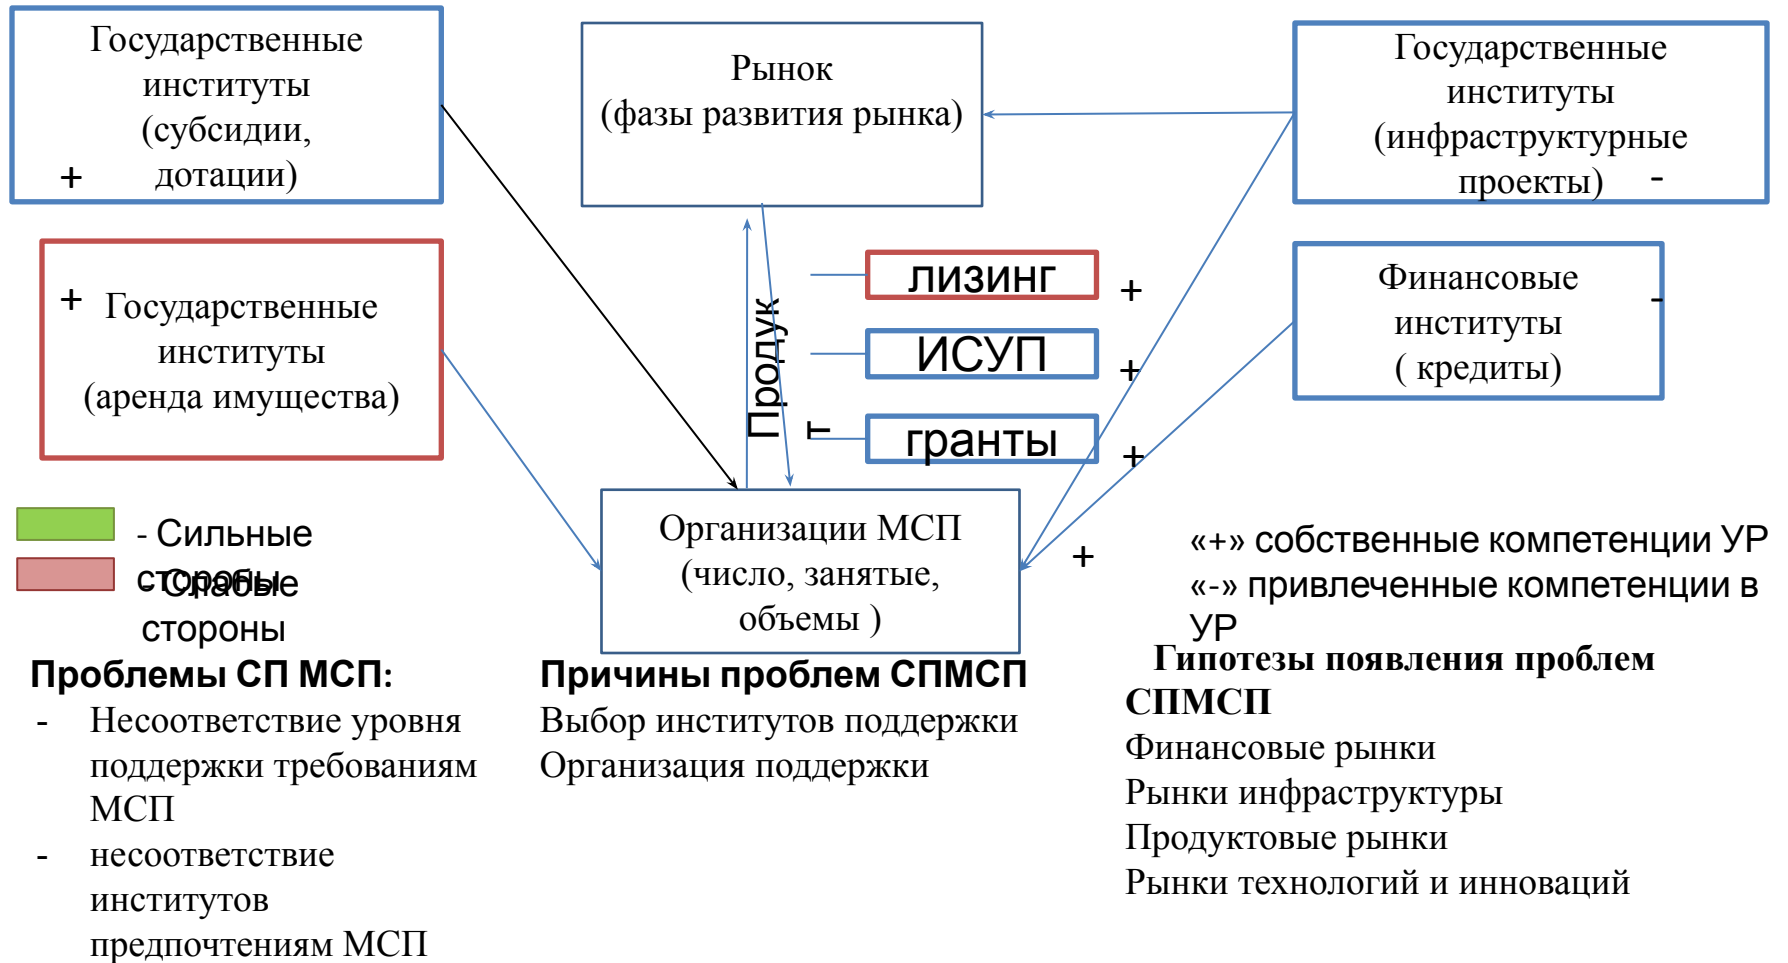 Государственные
институты
(субсидии,
дотации)
+
Рынок
(фазы развития рынка)
Государственные
институты
(инфраструктурные
проекты)
-
+
Государственные
институты
(аренда имущества)
Продук
т
лизинг
+
ИСУП
+
гранты
+
Финансовые
институты
( кредиты)
-
Организации МСП
(число, занятые,
объемы )
+
- Сильные
стороны
- Слабые
стороны
«+» собственные компетенции УР
«-» привлеченные компетенции в
УР
Проблемы СП МСП:
- Несоответствие уровня
поддержки требованиям
МСП
- несоответствие
институтов
предпочтениям МСП
Причины проблем СПМСП
Выбор институтов поддержки
Организация поддержки
Гипотезы появления проблем
СПМСП
Финансовые рынки
Рынки инфраструктуры
Продуктовые рынки
Рынки технологий и инноваций